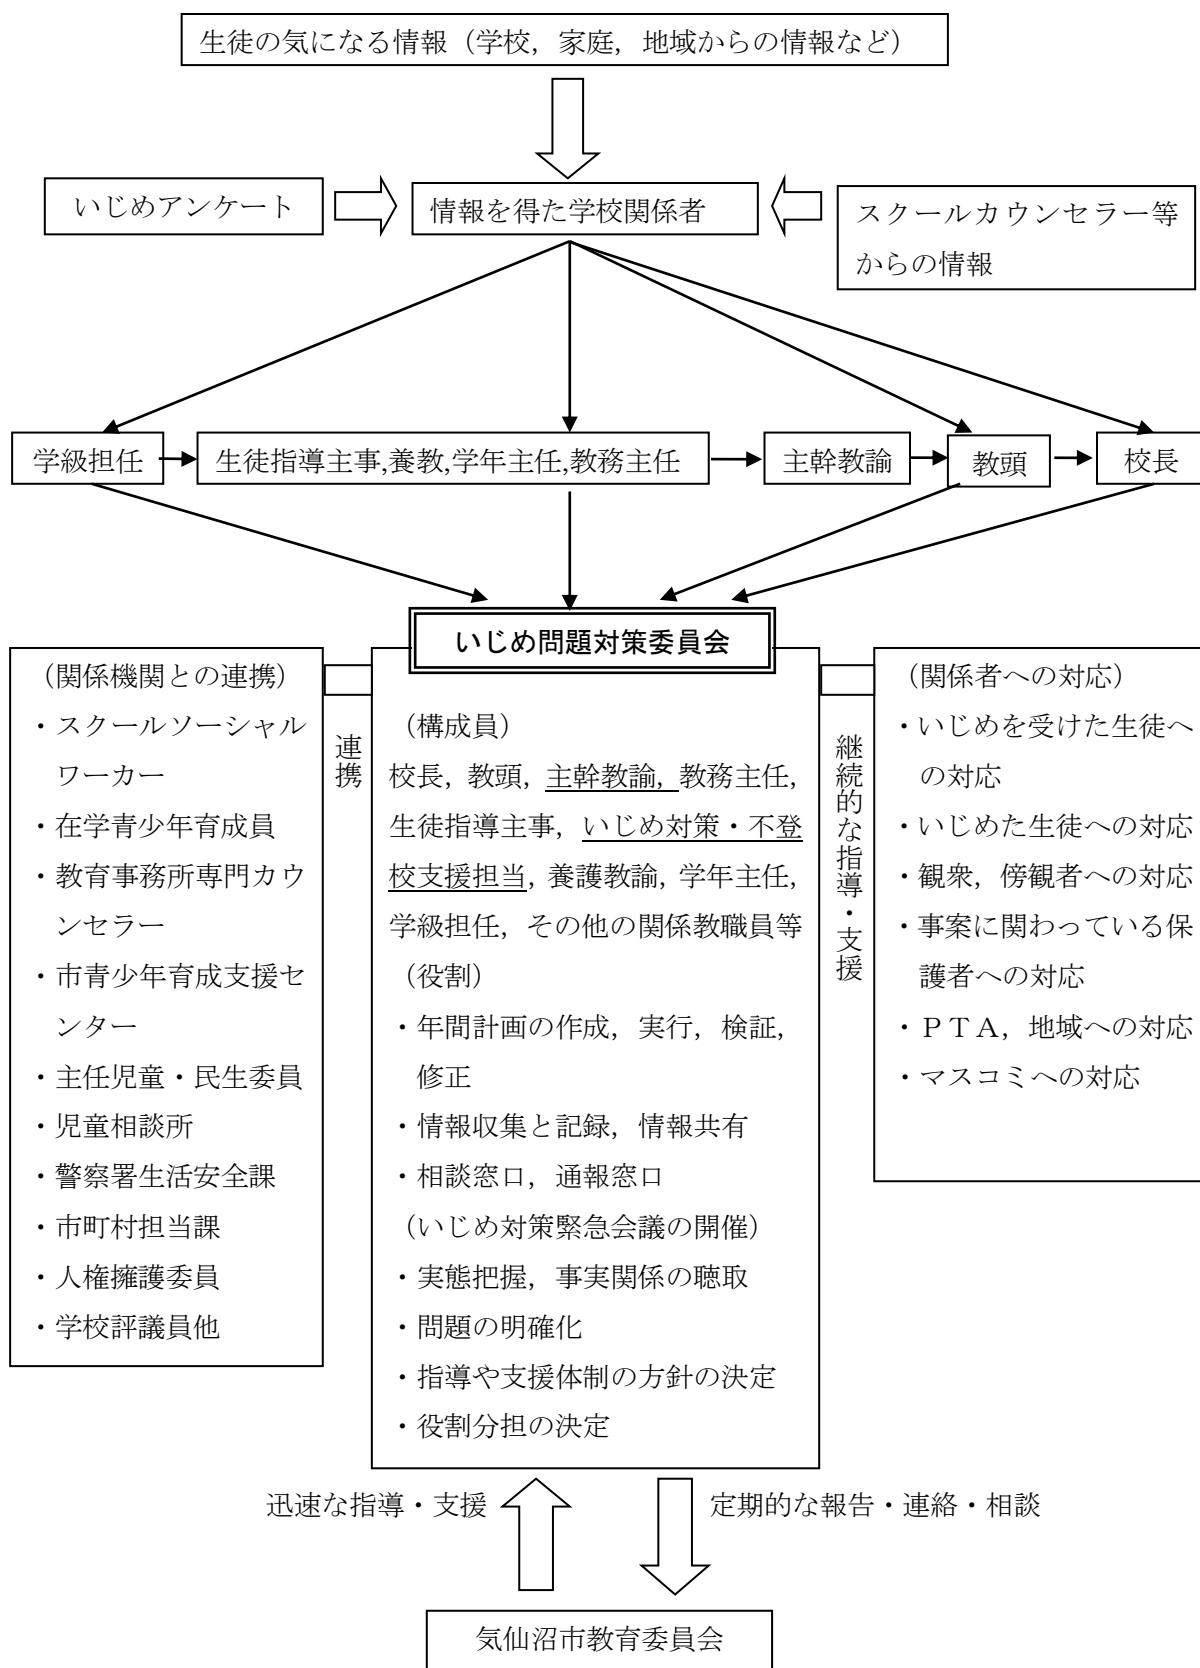 生徒の気になる情報（学校，家庭，地域からの情報など）
いじめアンケート
情報を得た学校関係者
スクールカウンセラー等
からの情報
学級担任
生徒指導主事,養教,学年主任,教務主任
主幹教諭
教頭
校長
いじめ問題対策委員会
（関係機関との連携）
・スクールソーシャル
ワーカー
・在学青少年育成員
・教育事務所専門カウ
ンセラー
・市青少年育成支援セ
ンター
・主任児童・民生委員
・児童相談所
・警察署生活安全課
・市町村担当課
・人権擁護委員
・学校評議員他
連携
（構成員）
校長，教頭，主幹教諭，教務主任，
生徒指導主事，いじめ対策・不登
校支援担当，養護教諭，学年主任，
学級担任，その他の関係教職員等
（役割）
・年間計画の作成，実行，検証，
修正
・情報収集と記録，情報共有
・相談窓口，通報窓口
（いじめ対策緊急会議の開催）
・実態把握，事実関係の聴取
・問題の明確化
・指導や支援体制の方針の決定
・役割分担の決定
継続的な指導・支援
（関係者への対応）
・いじめを受けた生徒へ
の対応
・いじめた生徒への対応
・観衆，傍観者への対応
・事案に関わっている保
護者への対応
・ＰＴＡ，地域への対応
・マスコミへの対応
迅速な指導・支援
定期的な報告・連絡・相談
気仙沼市教育委員会